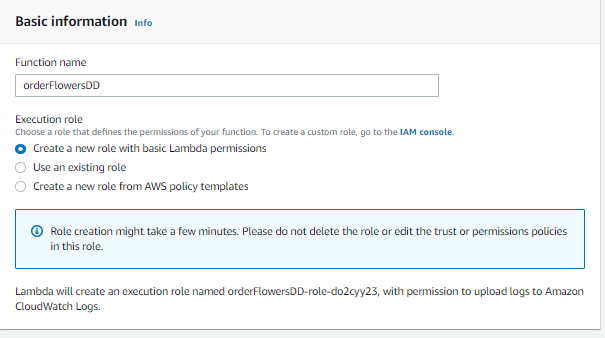 Basic information Info
Function name
orderFlowersDD
Execution role
Choose a role that defines the permissions of your function. To create a custom role, go to the IAM console.
Create a new role with basic Lambda permissions
Use an existing role
Create a new role from AWS policy templates
Role creation might take a few minutes. Please do not delete the role or edit the trust or permissions policies
in this role.
Lambda will create an execution role named orderFlowersDD-role-do2cyy23, with permission to upload logs to Amazon
CloudWatch Logs.